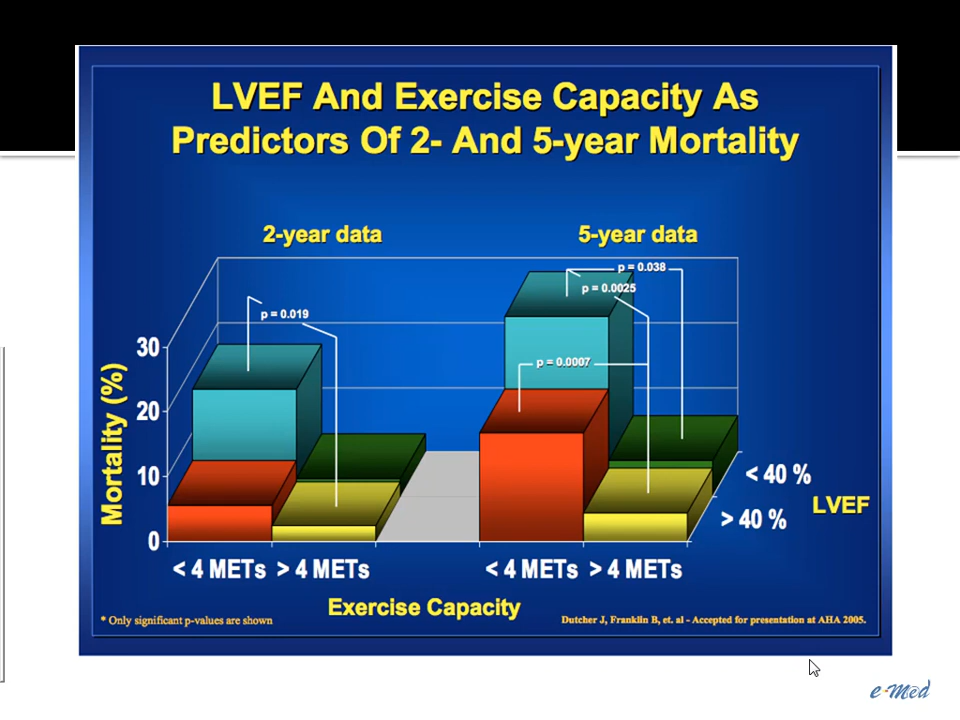 LVEF And Exercise Capacity As
Predictors Of 2- And 5-year Mortality
2-year data
5-year data
p = 0.038
p = 0.0025
p = 0.019
p = 0.0007
Mortality (%)
30
20
10
0
< 40 %
> 40 %
LVEF
< 4 METs > 4 METs
< 4 METs > 4 METs
Exercise Capacity
* Only significant p-values are shown
Dutcher J, Franklin B, et. al - Accepted for presentation at AHA 2005.
e-Med